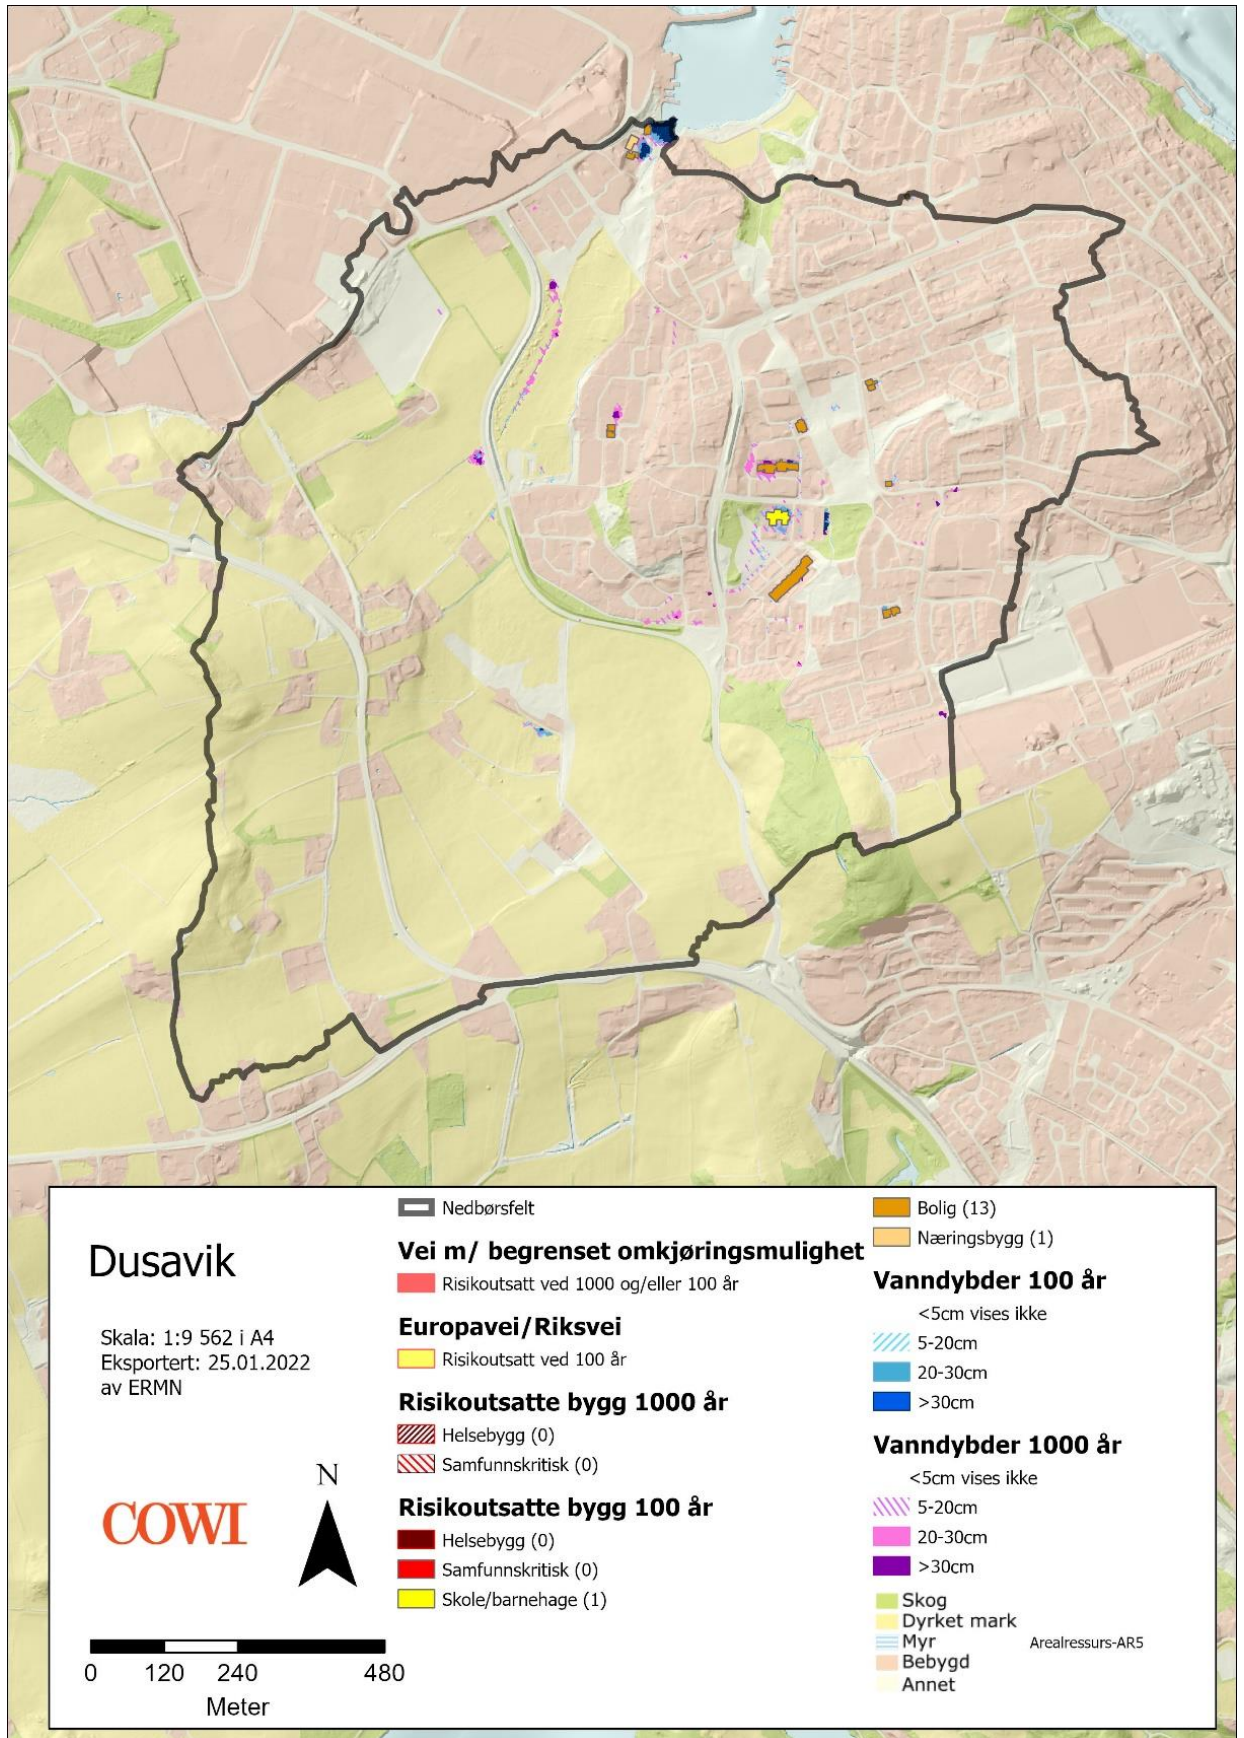 Dusavik
Skala: 1:9 562 i A4
Eksportert: 25.01.2022
av ERMN
COWI
N
0 120 240 480
Meter
Nedbørsfelt
Vei m/ begrenset omkjøringsmulighet
Risikoutsatt ved 1000 og/eller 100 år
Europavei/Riksvei
Risikoutsatt ved 100 år
Risikoutsatte bygg 1000 år
Helsebygg (0)
Samfunnskritisk (0)
Risikoutsatte bygg 100 år
Helsebygg (0)
Samfunnskritisk (0)
Skole/barnehage (1)
Bolig (13)
Næringsbygg (1)
Vanndybder 100 år
<5cm vises ikke
5-20cm
20-30cm
>30cm
Vanndybder 1000 år
<5cm vises ikke
5-20cm
20-30cm
>30cm
Skog
Dyrket mark
Myr
Bebygd
Annet
Arealressurs-AR5